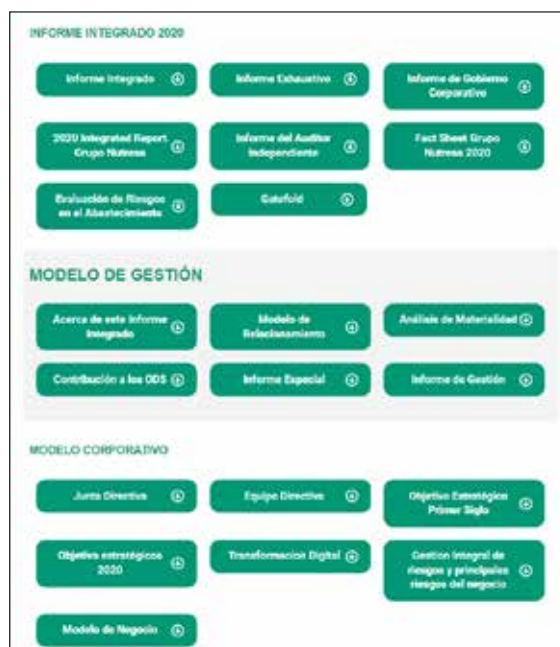 INFORME INTEGRADO 2020
Informe Integrado
Informe Exhaustivo
Informe de Gobierno
Corporativo
2020 Integrated Report
Grupo Nutresa
Informe del Auditor
Independiente
Fact Sheet Grupo
Nutresa 2020
Evaluación de Riesgos
en el Abastecimiento
Gatefold
MODELO DE GESTIÓN
Acerca de este Informe
Integrado
Modelo de
Relacionamiento
Análisis de Materialidad
Contribución a los ODS
Informe Especial
Informe de Gestión
MODELO CORPORATIVO
Junta Directiva
Equipo Directivo
Objetivo Estratégico
Primer Siglo
Objetivos estratégicos
2020
Transformacion Digital
Gestion integral de
riesgos y principales
riesgos del negocio
Modelo de Negocio